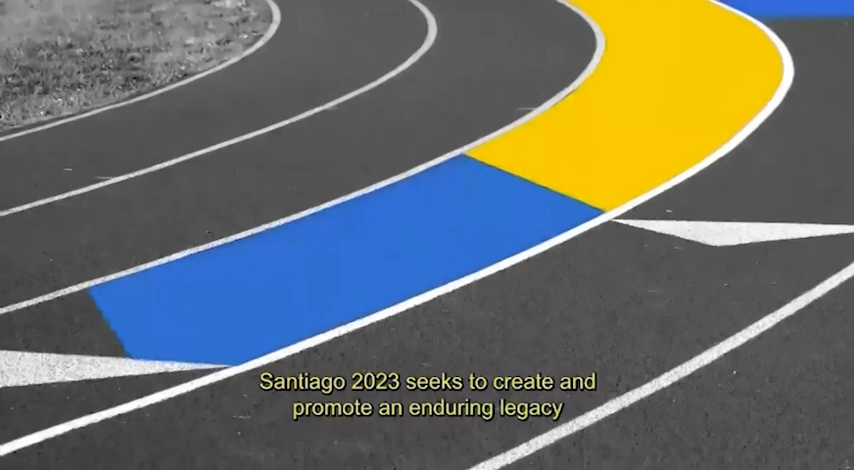 Santiago 2023 seeks to create and
promote an enduring legacy